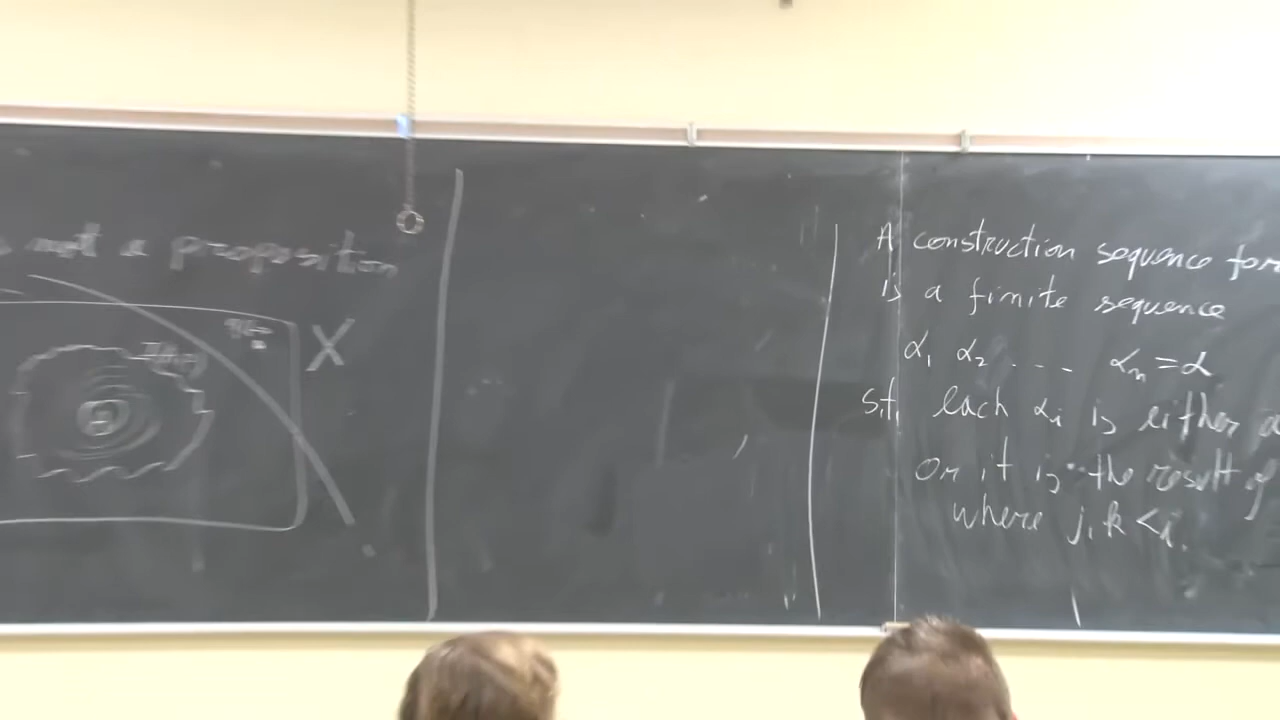 not a proposition
X
A construction sequence for
is a finite sequence
α₁ α₂ .... αₙ = α
s.t. each αᵢ is either a
or it is the result of
where j, k < i.